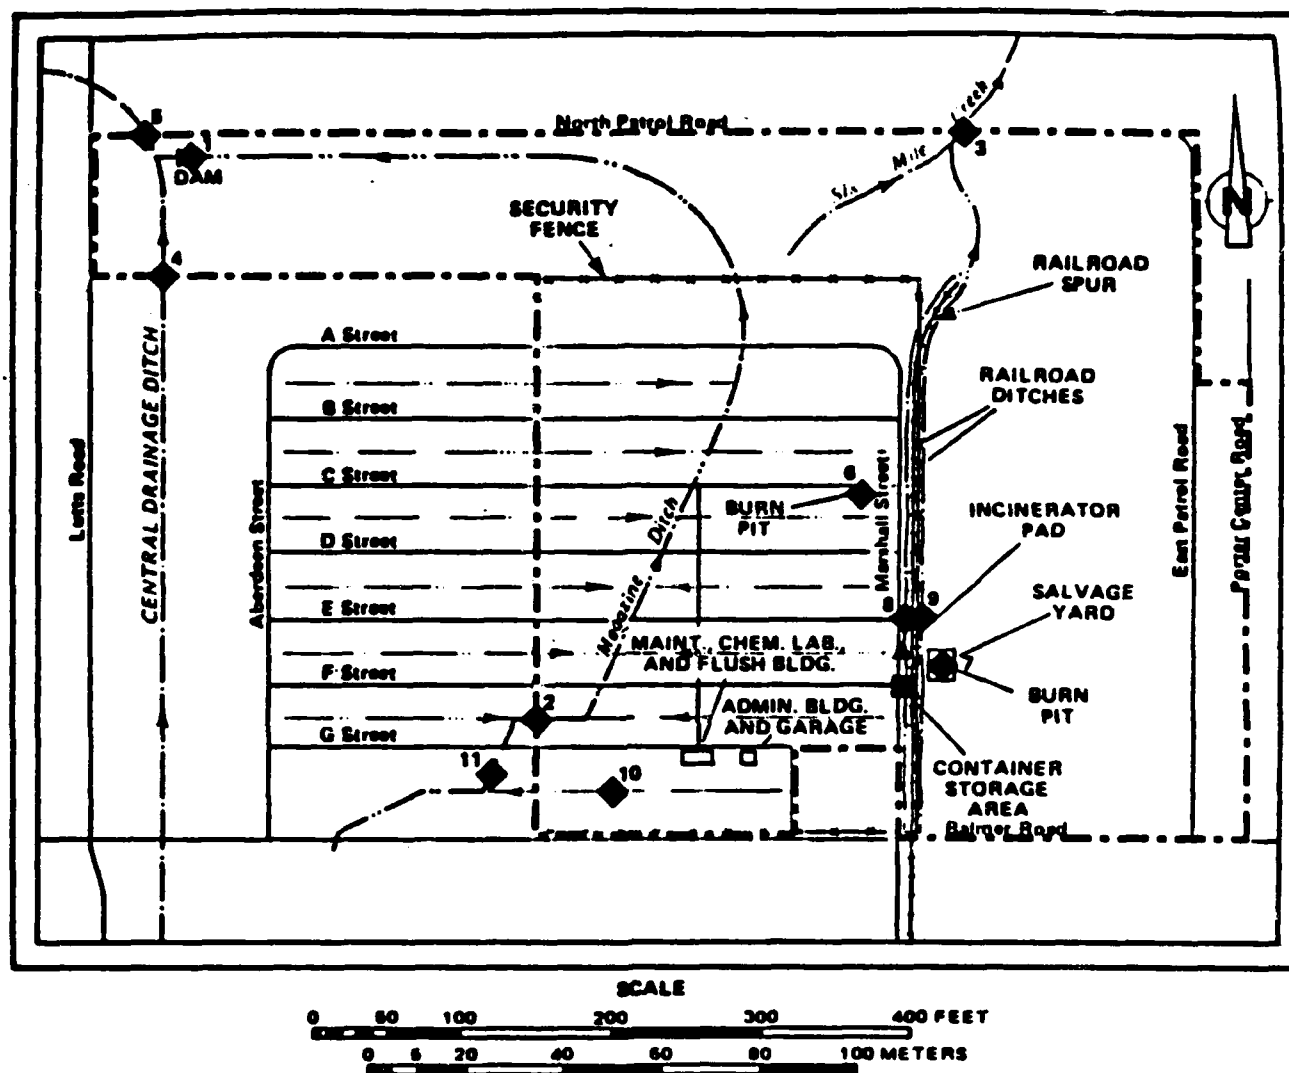 5
1
North Patrol Road
Creek
3
DAM
Six Mile
SECURITY
FENCE
N
4
RAILROAD
SPUR
A Street
CENTRAL DRAINAGE DITCH
RAILROAD
DITCHES
B Street
Lutts Road
Aberdeen Street
C Street
6
BURN
PIT
Marshall Street
East Patrol Road
Porter Center Road
Magazine Ditch
INCINERATOR
PAD
D Street
SALVAGE
YARD
E Street
8
9
MAINT., CHEM. LAB.,
AND FLUSH BLDG.
F Street
BURN
PIT
2
ADMIN. BLDG.
AND GARAGE
G Street
11
10
CONTAINER
STORAGE
AREA
Balmer Road
SCALE
0 50 100 200 300 400 FEET
0 5 20 40 60 80 100 METERS